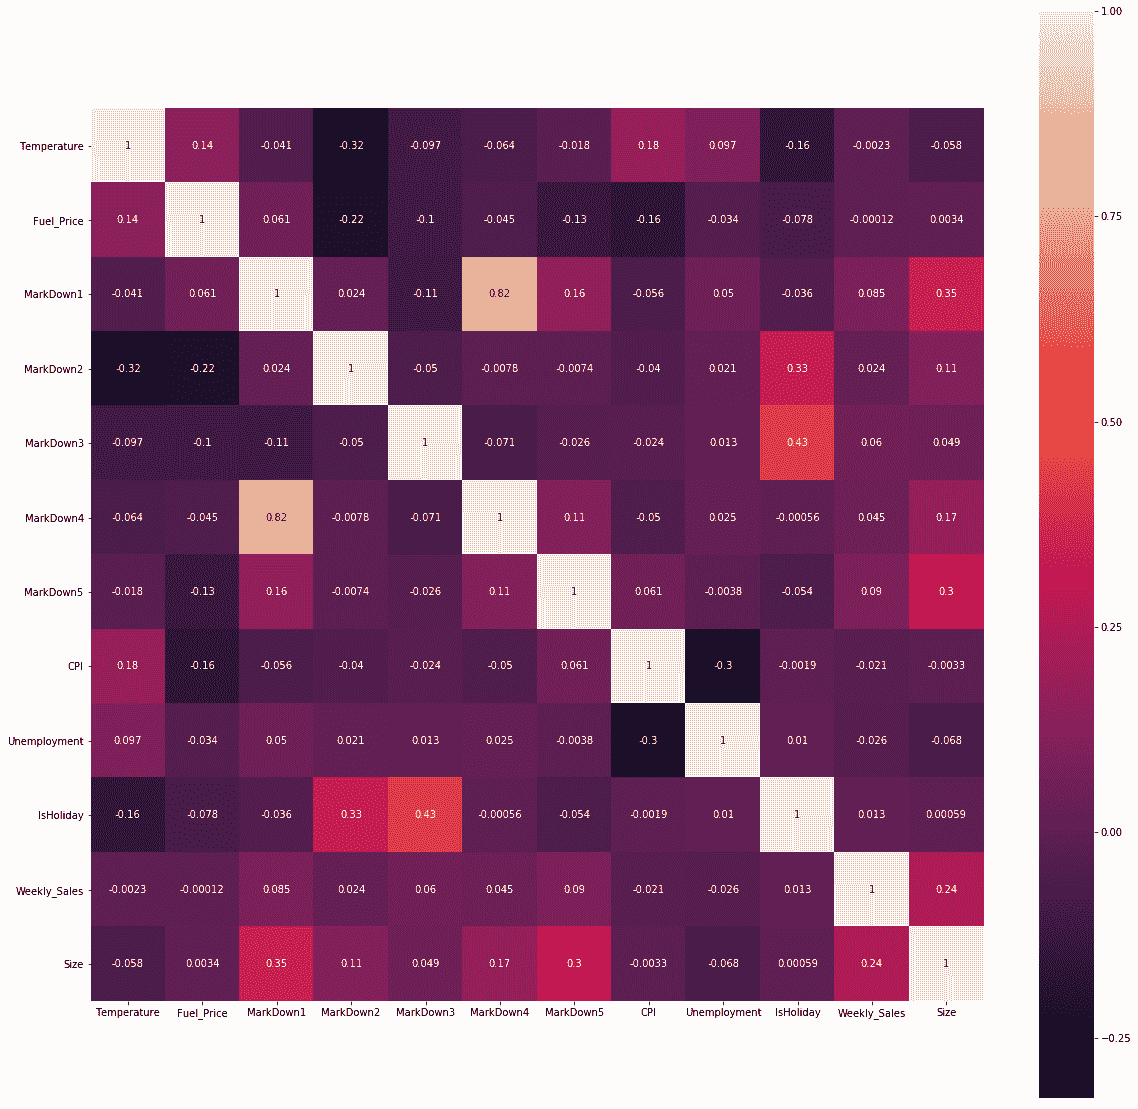 1.00
Temperature 1 0.14 -0.041 -0.32 -0.097 -0.064 -0.018 0.18 0.097 -0.16 -0.0023 -0.058
0.75
Fuel_Price 0.14 1 0.061 -0.22 -0.1 -0.045 -0.13 -0.16 -0.034 -0.078 -0.00012 0.0034
MarkDown1 -0.041 0.061 1 0.024 -0.11 0.82 0.16 -0.056 0.05 -0.036 0.085 0.35
MarkDown2 -0.32 -0.22 0.024 1 -0.05 -0.0078 -0.0074 -0.04 0.021 0.33 0.024 0.11
0.50
MarkDown3 -0.097 -0.1 -0.11 -0.05 1 -0.071 -0.026 -0.024 0.013 0.43 0.06 0.049
MarkDown4 -0.064 -0.045 0.82 -0.0078 -0.071 1 0.11 -0.05 0.025 -0.00056 0.045 0.17
MarkDown5 -0.018 -0.13 0.16 -0.0074 -0.026 0.11 1 0.061 -0.0038 -0.054 0.09 0.3
0.25
CPI 0.18 -0.16 -0.056 -0.04 -0.024 -0.05 0.061 1 -0.3 -0.0019 -0.021 -0.0033
Unemployment 0.097 -0.034 0.05 0.021 0.013 0.025 -0.0038 -0.3 1 0.01 -0.026 -0.068
IsHoliday -0.16 -0.078 -0.036 0.33 0.43 -0.00056 -0.054 -0.0019 0.01 1 0.013 0.00059
0.00
Weekly_Sales -0.0023 -0.00012 0.085 0.024 0.06 0.045 0.09 -0.021 -0.026 0.013 1 0.24
Size -0.058 0.0034 0.35 0.11 0.049 0.17 0.3 -0.0033 -0.068 0.00059 0.24 1
Temperature Fuel_Price MarkDown1 MarkDown2 MarkDown3 MarkDown4 MarkDown5 CPI Unemployment IsHoliday Weekly_Sales Size
−0.25